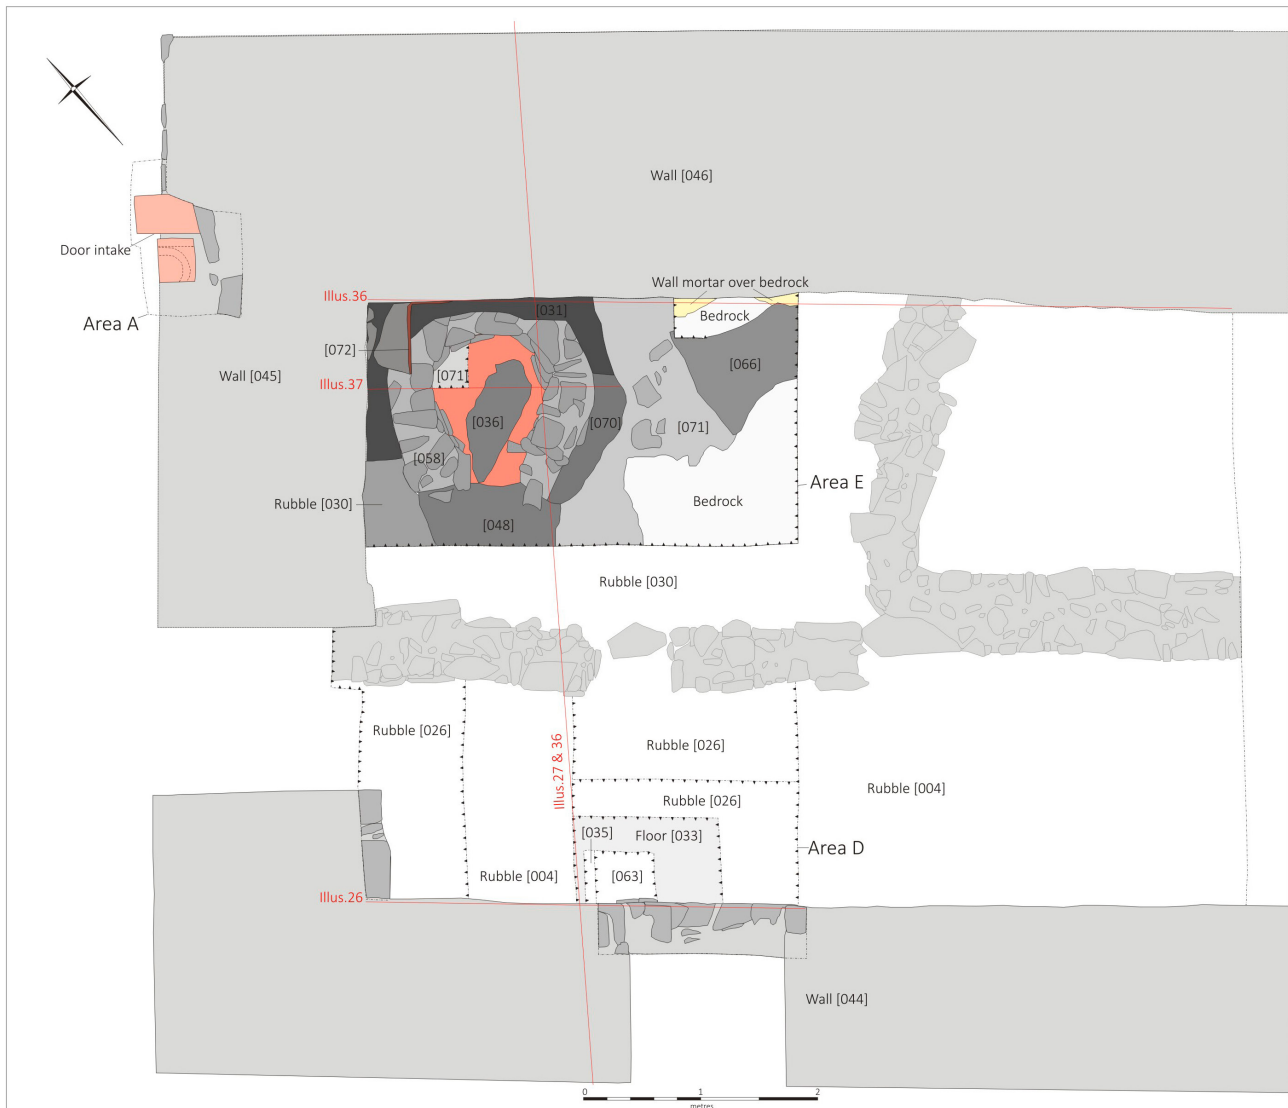 Wall [046]
Door intake
Area A
Illus.36
Wall mortar over bedrock
[031]
Bedrock
[072]
[066]
Wall [045]
Illus.37
[071]
[036]
[070]
[071]
[058]
Area E
Rubble [030]
Bedrock
[048]
Rubble [030]
Rubble [026]
Rubble [026]
Illus.27 & 36
Rubble [004]
Rubble [026]
[035]
Floor [033]
Area D
Rubble [004]
[063]
Illus.26
Wall [044]
0
1
2
metres